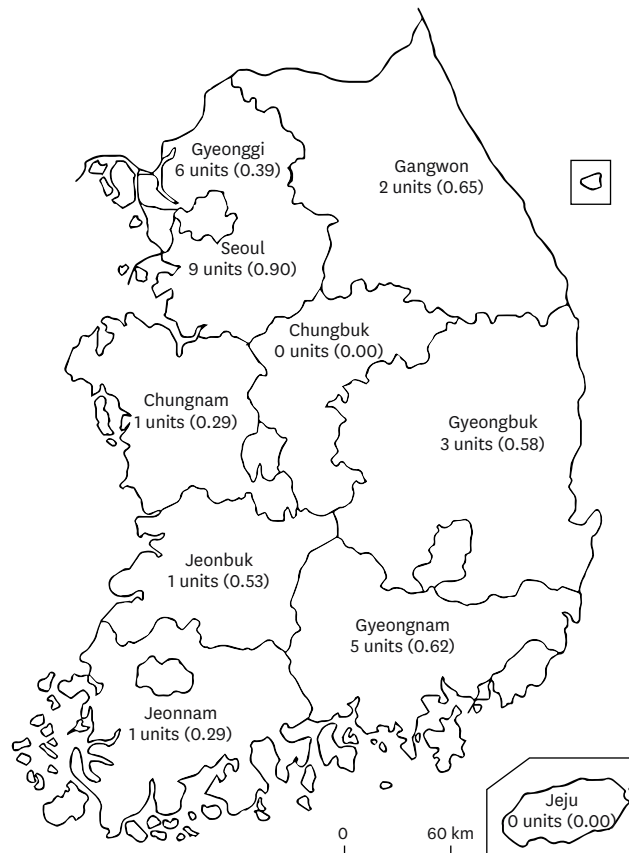 Gyeonggi
6 units (0.39)
Gangwon
2 units (0.65)
Seoul
9 units (0.90)
Chungbuk
0 units (0.00)
Chungnam
1 units (0.29)
Gyeongbuk
3 units (0.58)
Jeonbuk
1 units (0.53)
Gyeongnam
5 units (0.62)
Jeonnam
1 units (0.29)
Jeju
0 units (0.00)
0 60 km